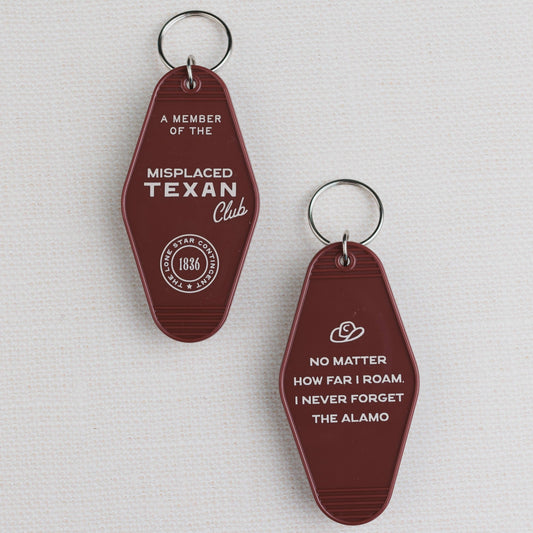 A MEMBER
OF THE
MISPLACED
TEXAN
Club
THE LONE STAR CONTINGENT
1836
C
NO MATTER
HOW FAR I ROAM.
I NEVER FORGET
THE ALAMO